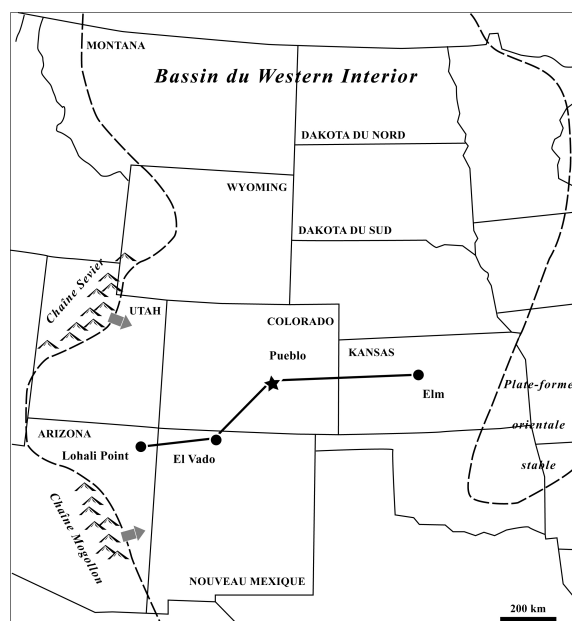 MONTANA
Bassin du Western Interior
DAKOTA DU NORD
WYOMING
DAKOTA DU SUD
Chaîne Sevier
UTAH
COLORADO
Pueblo
KANSAS
Elm
Plate-forme
orientale
stable
ARIZONA
Lohali Point
El Vado
Chaîne Mogollon
NOUVEAU MEXIQUE
200 km